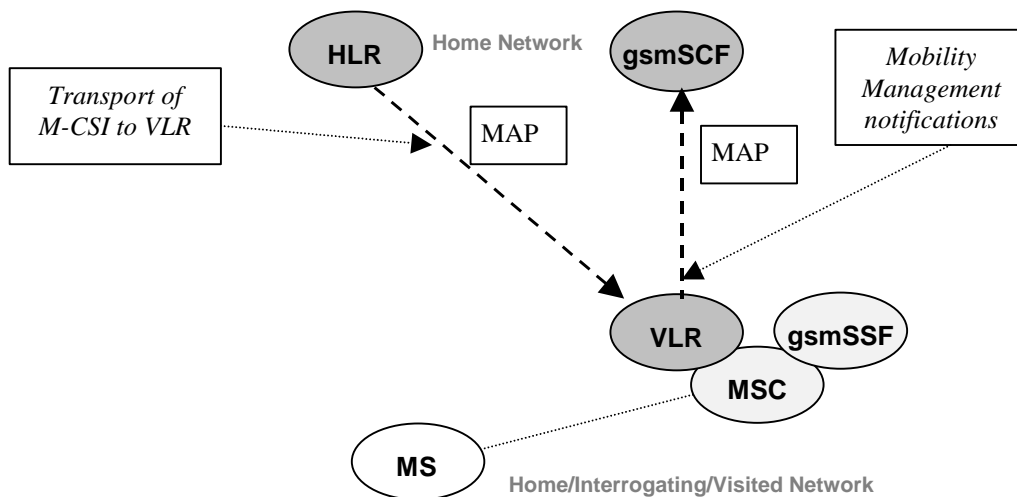 HLR
Home Network
gsmSCF
Mobility
Management
notifications
Transport of
M-CSI to VLR
MAP
MAP
VLR
gsmSSF
MSC
MS
Home/Interrogating/Visited Network